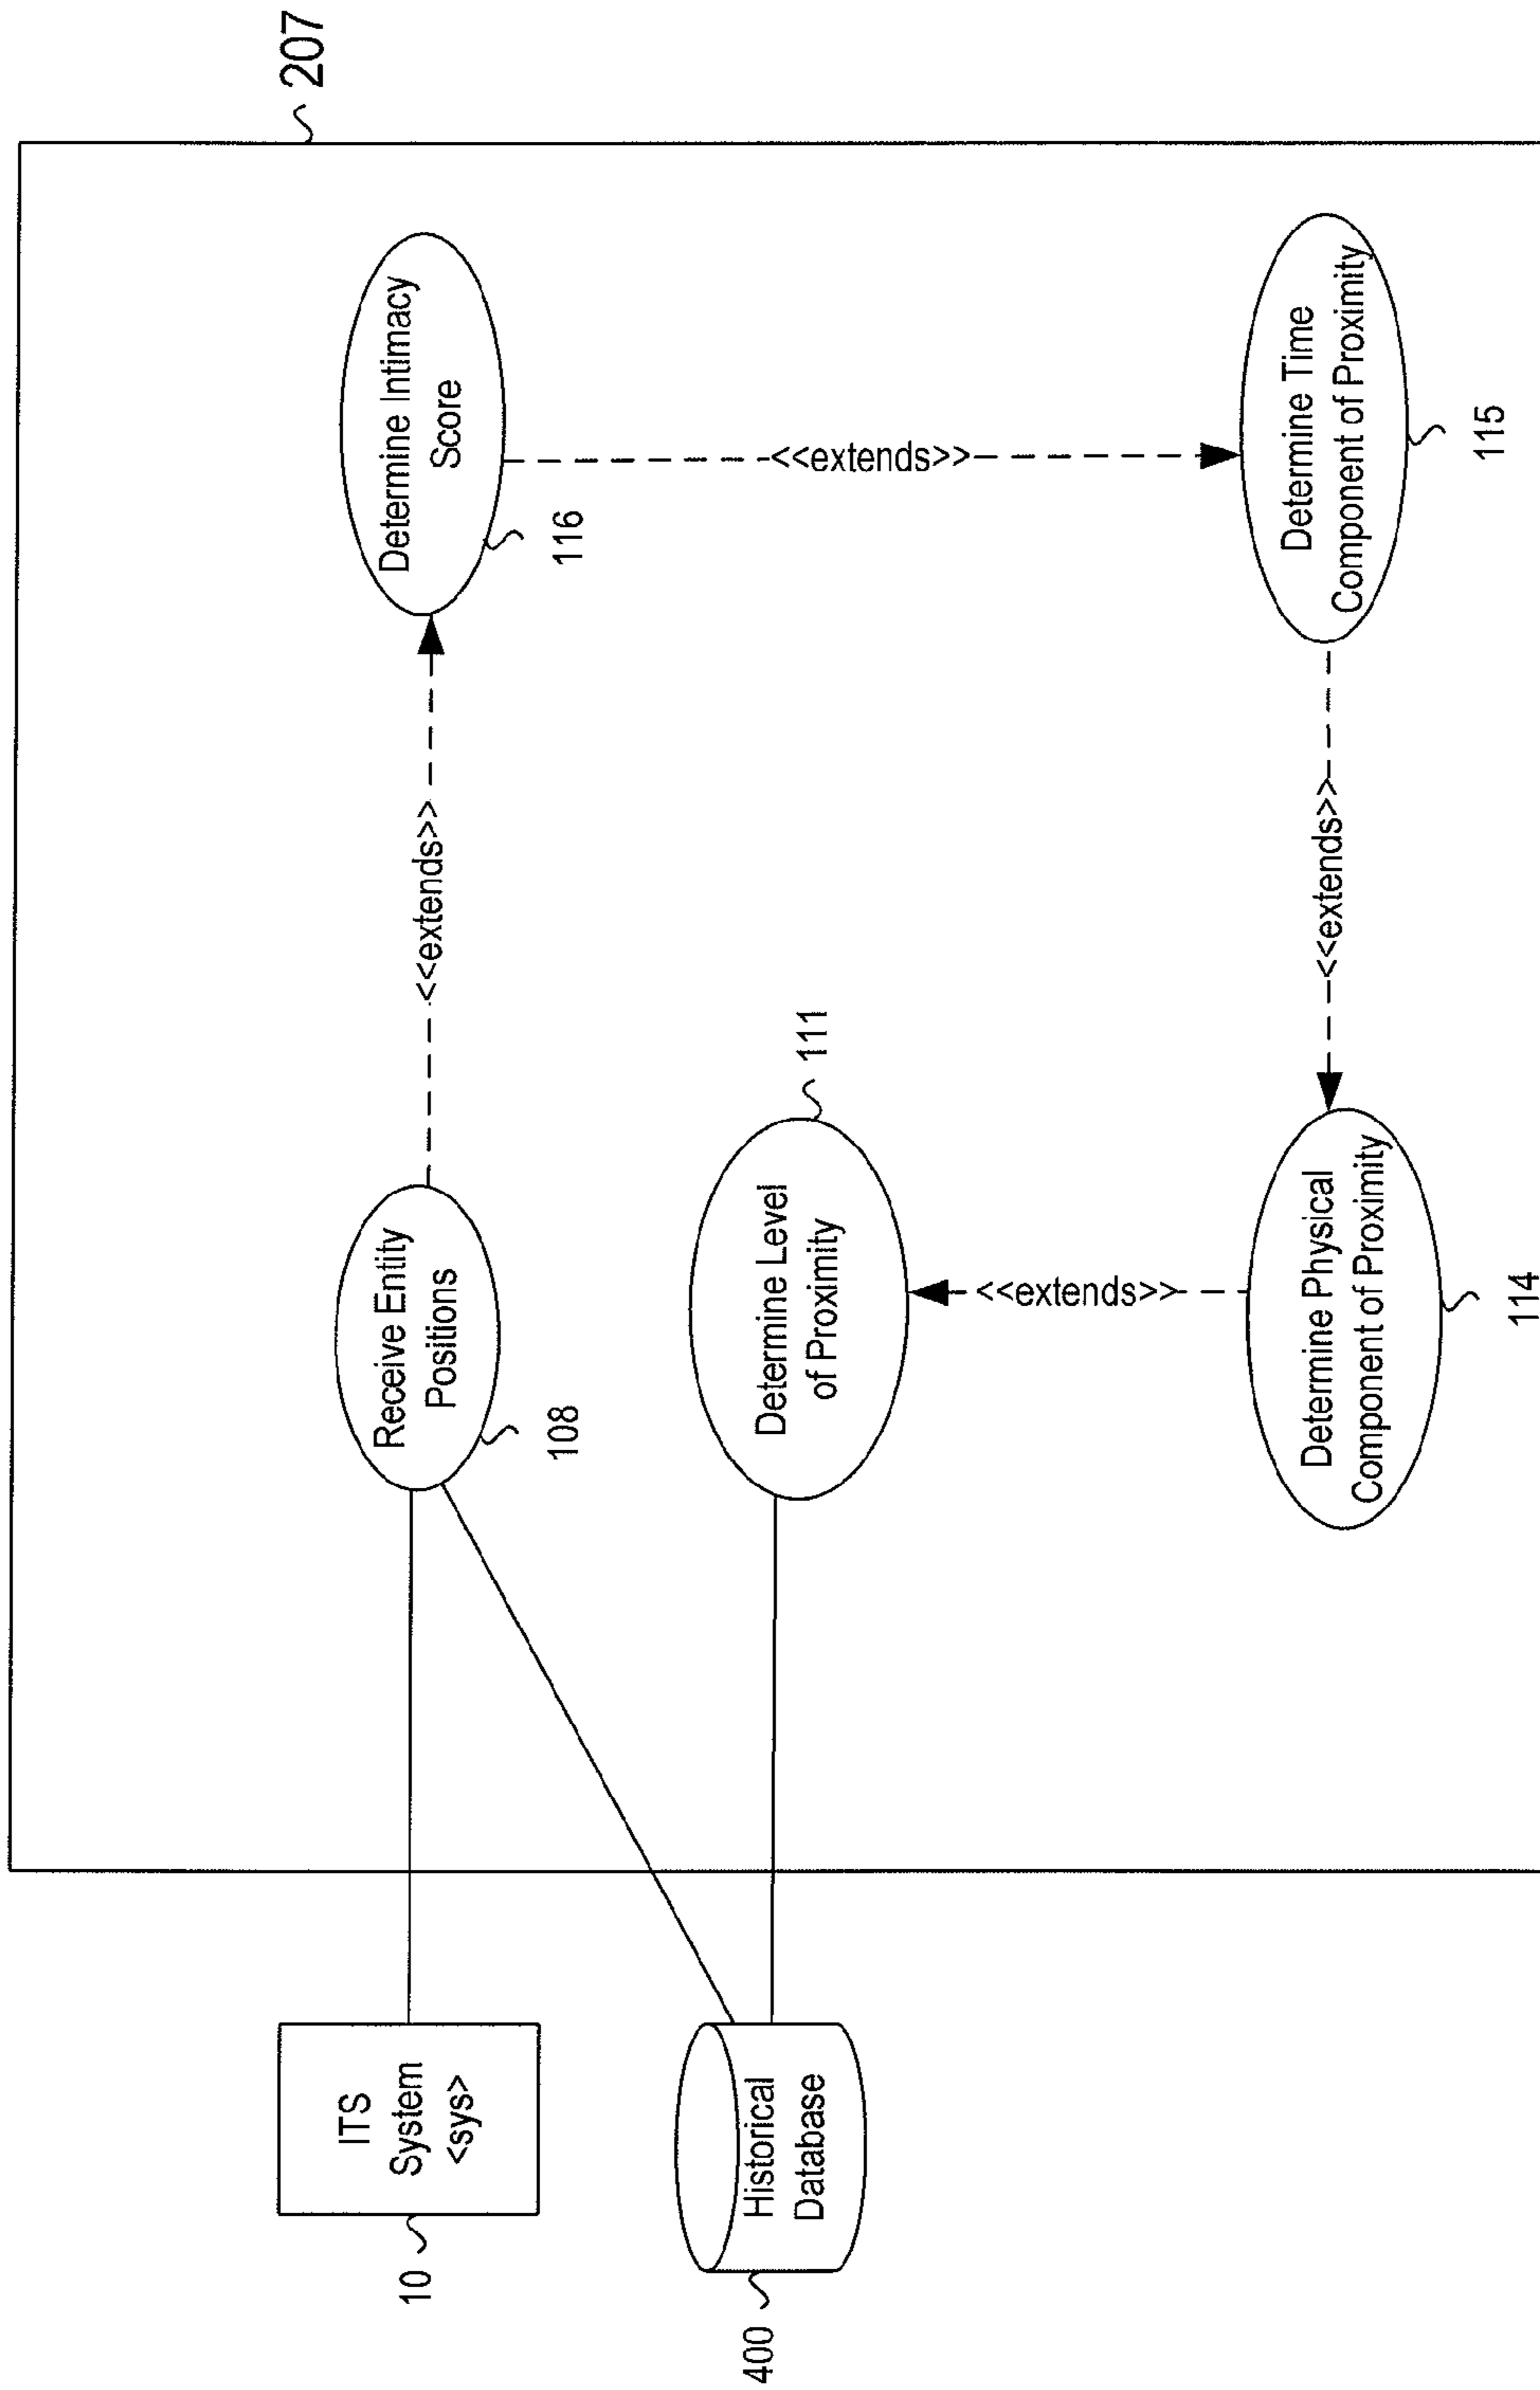 207
10
ITS
System
<sys>
Receive Entity
Positions
108
<<extends>>
Determine Intimacy
Score
116
400
Historical
Database
Determine Level
of Proximity
111
<<extends>>
<<extends>>
Determine Physical
Component of Proximity
114
<<extends>>
Determine Time
Component of Proximity
115